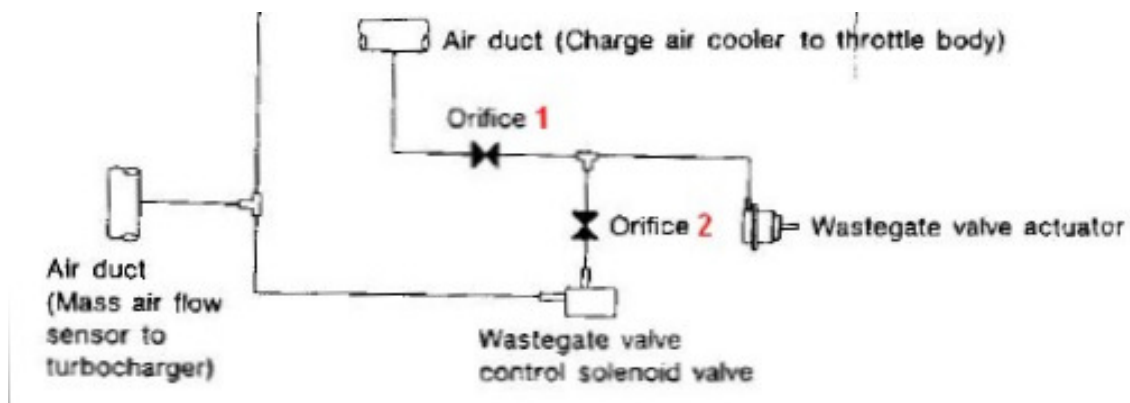 Air duct (Charge air cooler to throttle body)
Orifice 1
Orifice 2
Wastegate valve actuator
Air duct
(Mass air flow
sensor to
turbocharger)
Wastegate valve
control solenoid valve